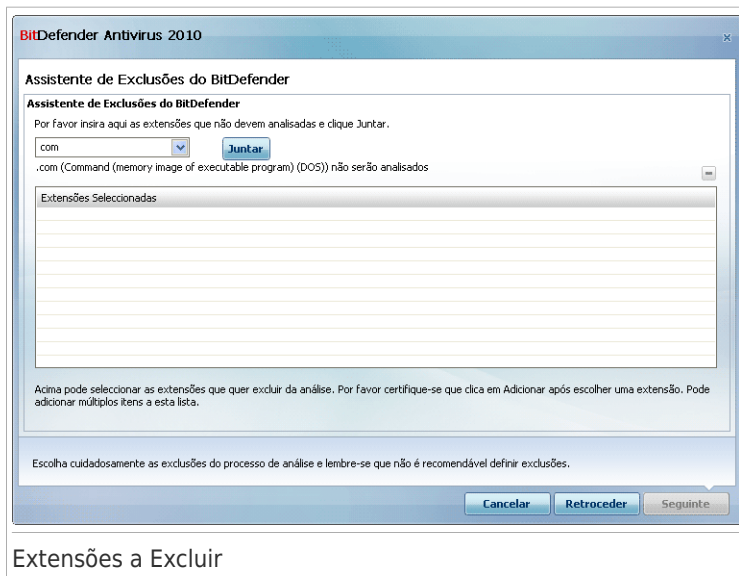 BitDefender Antivirus 2010
Assistente de Exclusões do BitDefender
Assistente de Exclusões do BitDefender
Por favor insira aqui as extensões que não devem analisadas e clique Juntar.
com
Juntar
.com (Command (memory image of executable program) (DOS)) não serão analisados
Extensões Seleccionadas
Acima pode seleccionar as extensões que quer excluir da análise. Por favor certifique-se que clica em Adicionar após escolher uma extensão. Pode
adicionar múltiplos itens a esta lista.
Escolha cuidadosamente as exclusões do processo de análise e lembre-se que não é recomendável definir exclusões.
Cancelar
Retroceder
Seguinte
Extensões a Excluir